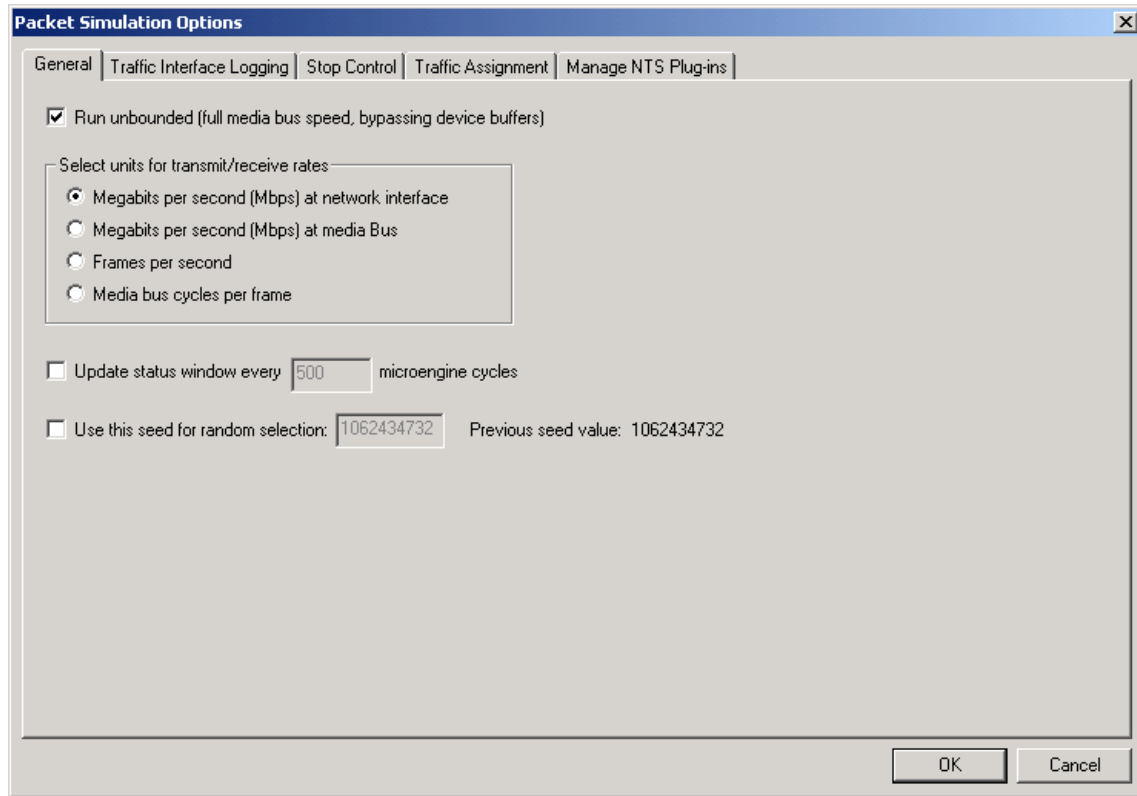 Packet Simulation Options
General Traffic Interface Logging Stop Control Traffic Assignment Manage NTS Plug-ins
Run unbounded (full media bus speed, bypassing device buffers)
Select units for transmit/receive rates
Megabits per second (Mbps) at network interface
Megabits per second (Mbps) at media Bus
Frames per second
Media bus cycles per frame
Update status window every 500 microengine cycles
Use this seed for random selection: 1062434732 Previous seed value: 1062434732
OK Cancel